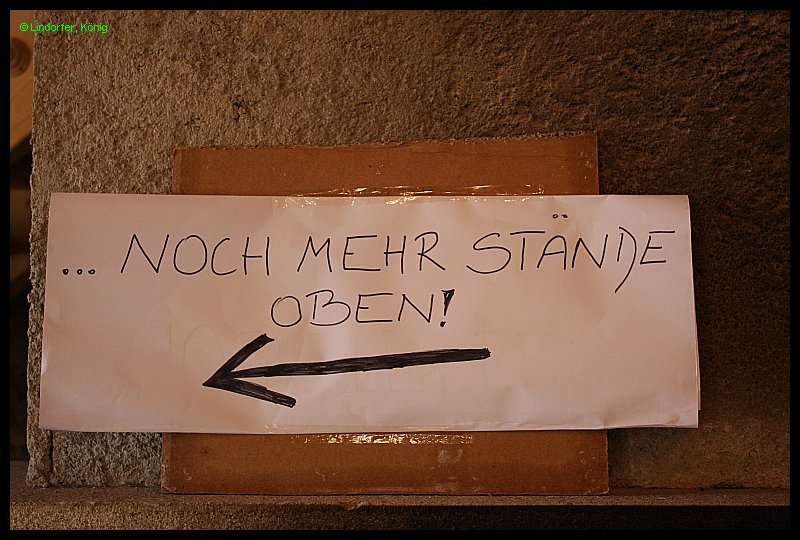 © Lindorfer, König
... NOCH MEHR STÄNDE
OBEN!